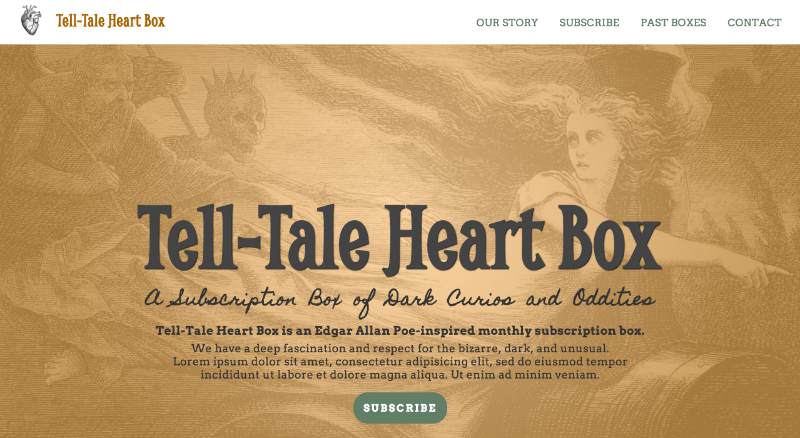 Tell-Tale Heart Box
OUR STORY SUBSCRIBE PAST BOXES CONTACT
Tell-Tale Heart Box
A Subscription Box of Dark Curios and Oddities
Tell-Tale Heart Box is an Edgar Allan Poe-inspired monthly subscription box.
We have a deep fascination and respect for the bizarre, dark, and unusual.
Lorem ipsum dolor sit amet, consectetur adipisicing elit, sed do eiusmod tempor
incididunt ut labore et dolore magna aliqua. Ut enim ad minim veniam.
SUBSCRIBE